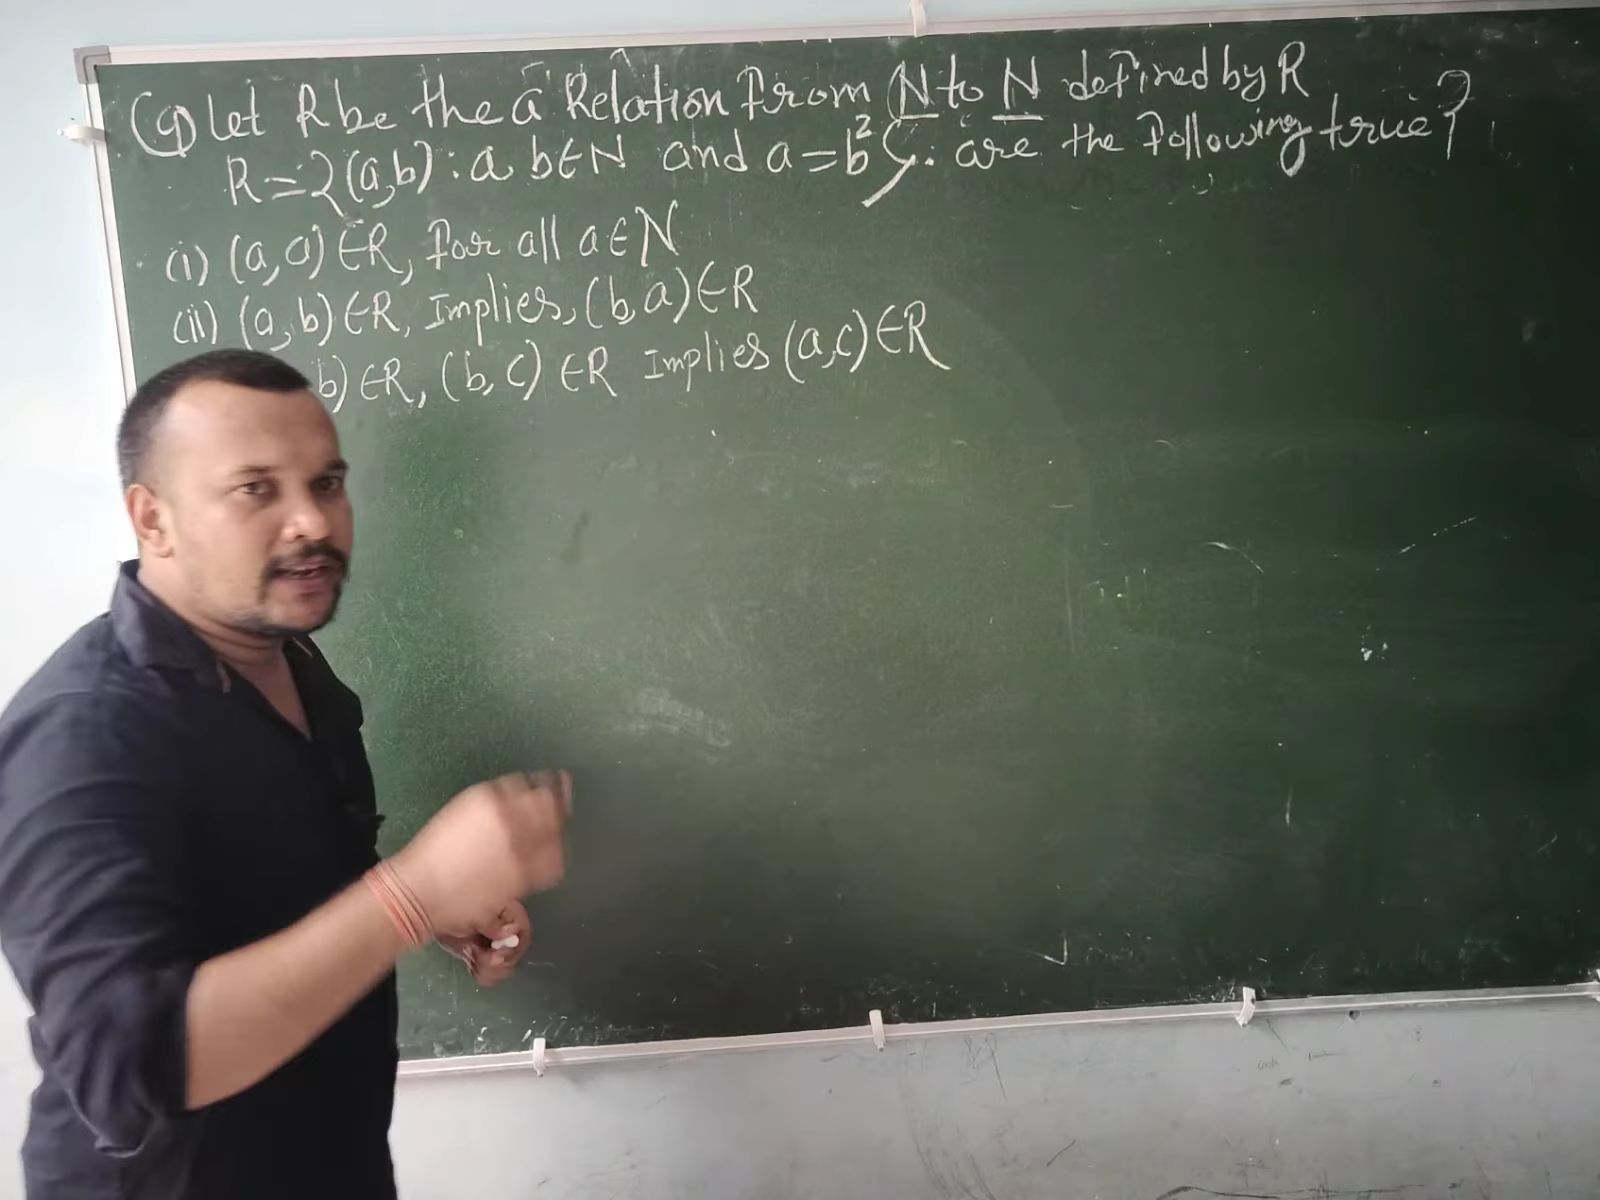 (9) Let R be the a Relation from N to N defined by R
R = {(a,b) : a, b ∈ N and a = b²}. are the following true?
(i) (a, a) ∈ R, for all a ∈ N
(ii) (a, b) ∈ R, Implies, (b, a) ∈ R
b) ∈ R, (b, c) ∈ R Implies (a, c) ∈ R